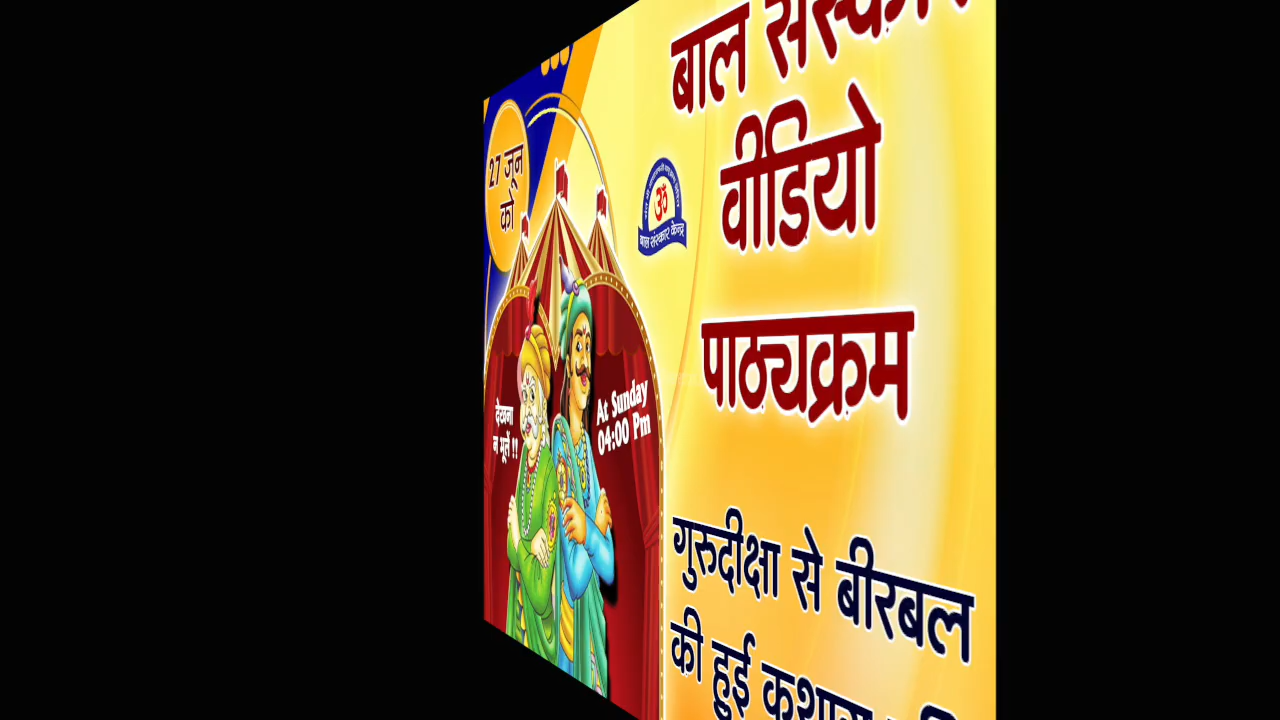 27 जून
को
बाल संस्कार
वीडियो
पाठ्यक्रम
बाल संस्कार केन्द्र
देखना
न भूलें !!
At Sunday
04:00 Pm
गुरुदीक्षा से बीरबल
की हुई